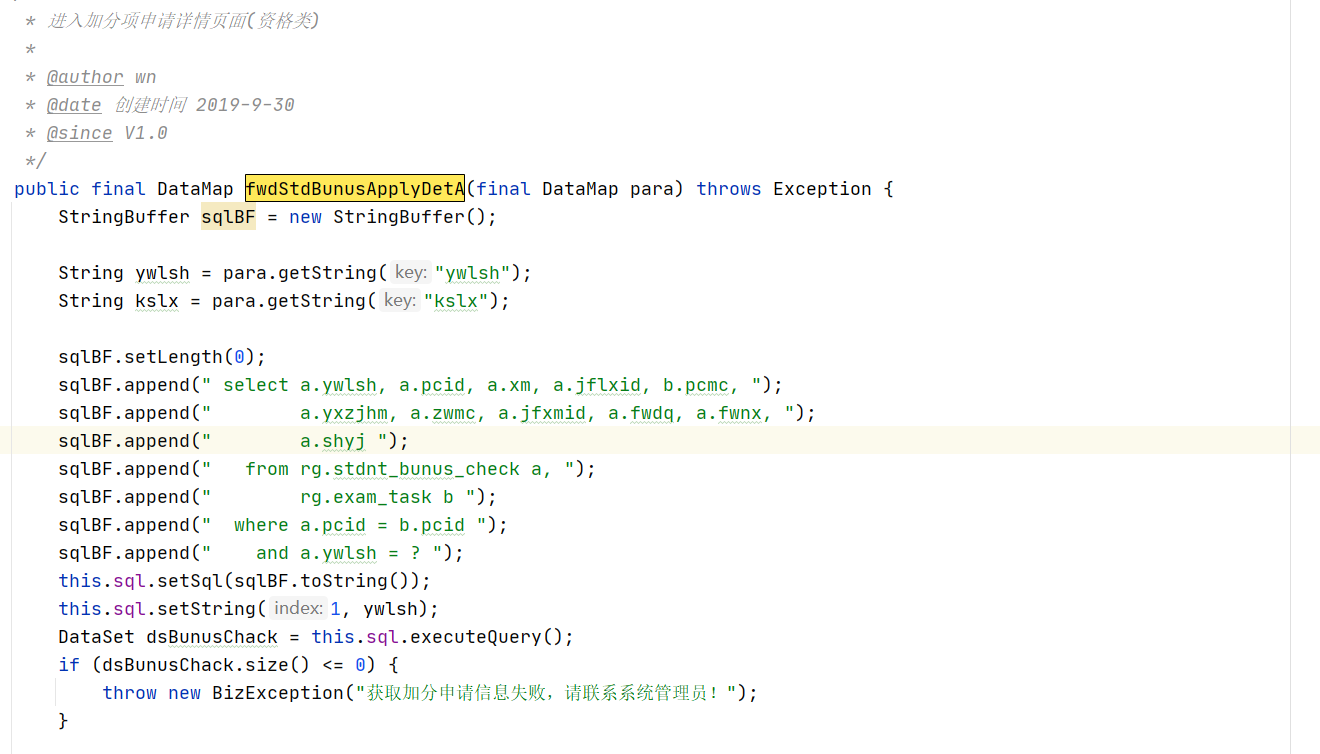 * 进入加分项申请详情页面(资格类)
*
* @author wn
* @date 创建时间 2019-9-30
* @since V1.0
*/
public final DataMap fwdStdBunusApplyDetA(final DataMap para) throws Exception {
StringBuffer sqlBF = new StringBuffer();
String ywlsh = para.getString( key: "ywlsh");
String kslx = para.getString( key: "kslx");
sqlBF.setLength(0);
sqlBF.append(" select a.ywlsh, a.pcid, a.xm, a.jflxid, b.pcmc, ");
sqlBF.append("        a.yxzjhm, a.zwmc, a.jfxmid, a.fwdq, a.fwnx, ");
sqlBF.append("        a.shyj ");
sqlBF.append("   from rg.stdnt_bunus_check a, ");
sqlBF.append("        rg.exam_task b ");
sqlBF.append("  where a.pcid = b.pcid ");
sqlBF.append("    and a.ywlsh = ? ");
this.sql.setSql(sqlBF.toString());
this.sql.setString( index: 1, ywlsh);
DataSet dsBunusChack = this.sql.executeQuery();
if (dsBunusChack.size() <= 0) {
throw new BizException("获取加分申请信息失败，请联系系统管理员！");
}